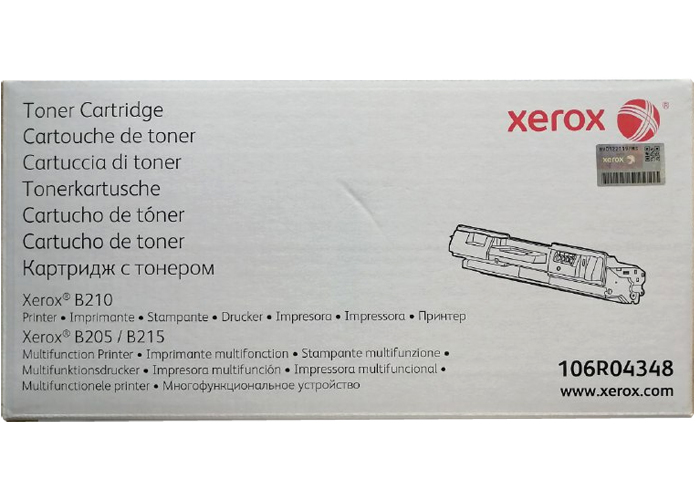 Toner Cartridge
Cartouche de toner
Cartuccia di toner
Tonerkartusche
Cartucho de tóner
Cartucho de toner
Картридж с тонером
Xerox® B210
Printer • Imprimante • Stampante • Drucker • Impresora • Impressora • Принтер
Xerox® B205 / B215
Multifunction Printer • Imprimante multifonction • Stampante multifunzione •
Multifunktionsdrucker • Impresora multifunción • Impressora multifuncional •
Multifunctionele printer • Многофункциональное устройство
xerox
xerox
106R04348
www.xerox.com